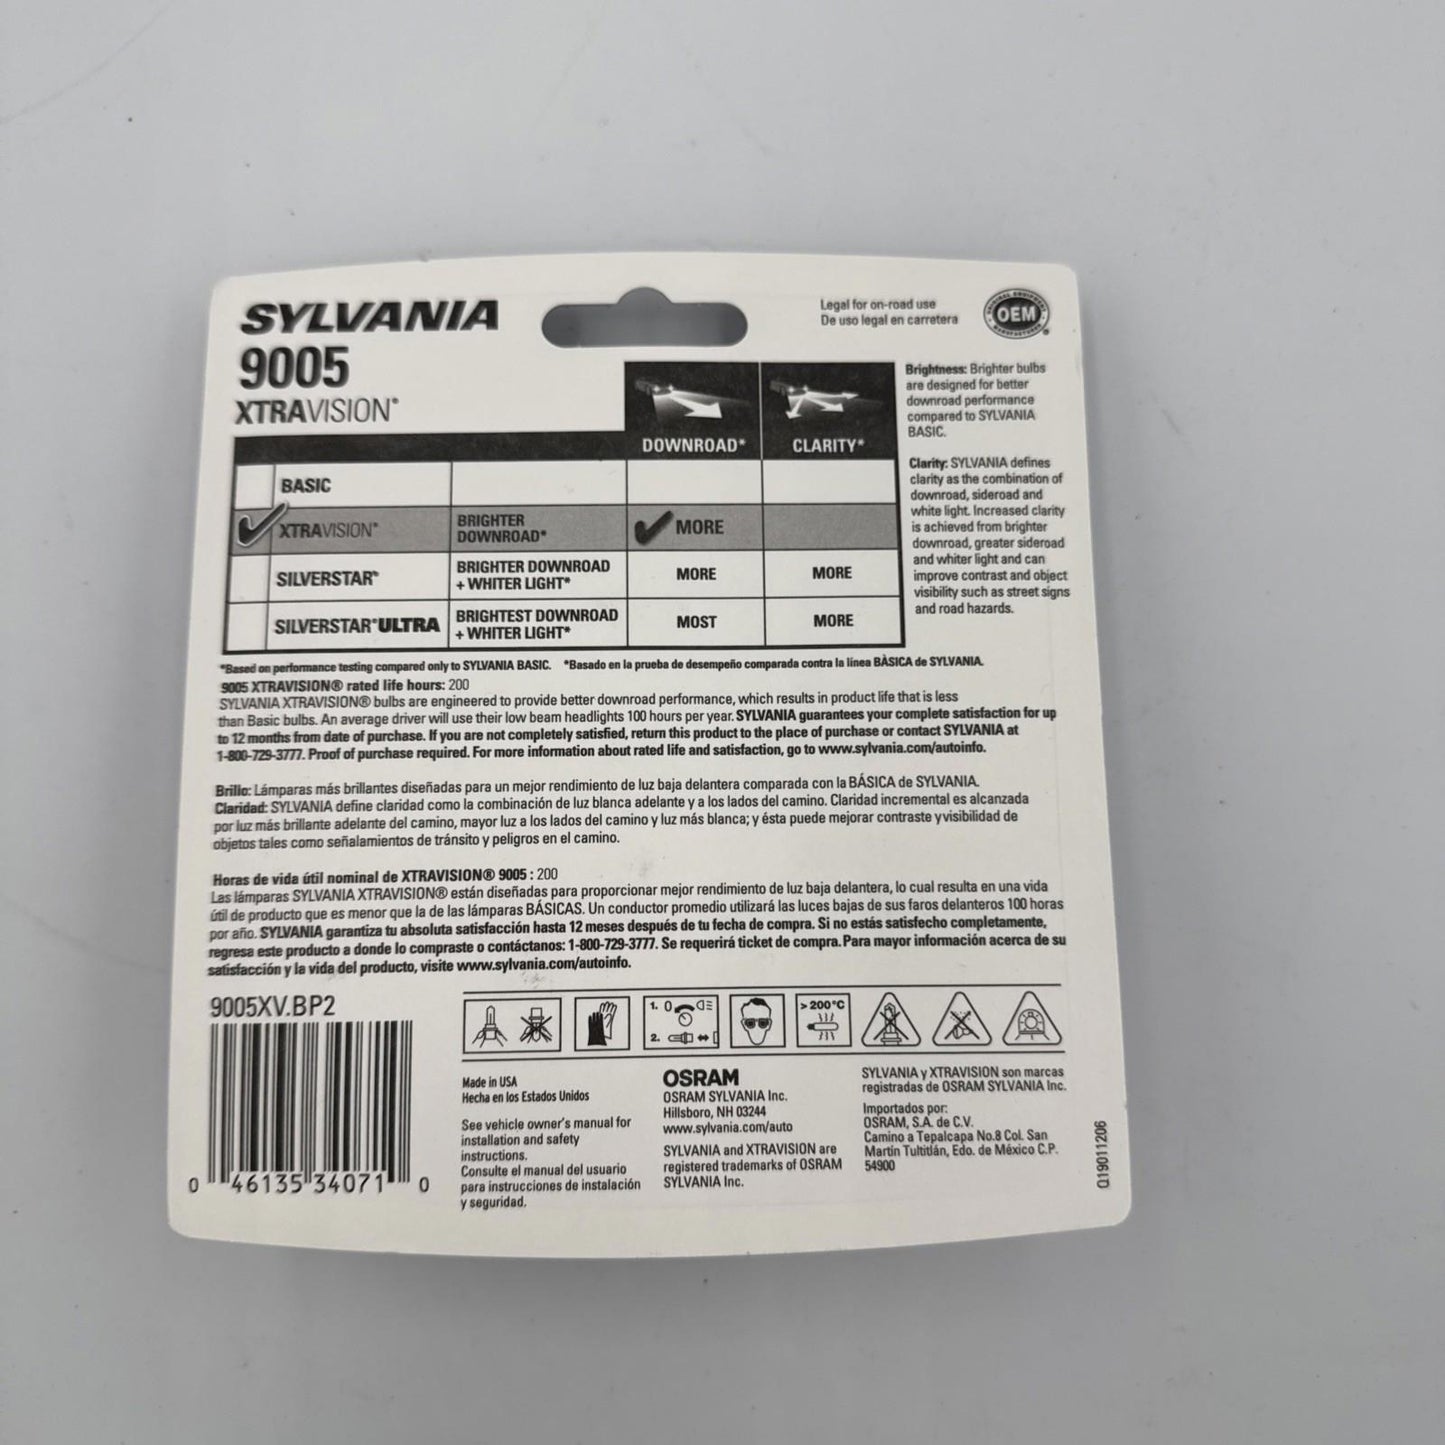 SYLVANIA
9005
XTRAVISION®
Legal for on-road use
De uso legal en carretera
ORIGINAL EQUIPMENT
OEM
MANUFACTURER
DOWNROAD*
CLARITY*
BASIC
XTRAVISION®
BRIGHTER
DOWNROAD*
MORE
SILVERSTAR®
BRIGHTER DOWNROAD
+ WHITER LIGHT*
MORE
MORE
SILVERSTAR®ULTRA
BRIGHTEST DOWNROAD
+ WHITER LIGHT*
MOST
MORE
Brightness: Brighter bulbs
are designed for better
downroad performance
compared to SYLVANIA
BASIC.
Clarity: SYLVANIA defines
clarity as the combination of
downroad, sideroad and
white light. Increased clarity
is achieved from brighter
downroad, greater sideroad
and whiter light and can
improve contrast and object
visibility such as street signs
and road hazards.
*Based on performance testing compared only to SYLVANIA BASIC. *Basado en la prueba de desempeño comparada contra la línea BÀSICA de SYLVANIA.
9005 XTRAVISION® rated life hours: 200
SYLVANIA XTRAVISION® bulbs are engineered to provide better downroad performance, which results in product life that is less
than Basic bulbs. An average driver will use their low beam headlights 100 hours per year. SYLVANIA guarantees your complete satisfaction for up
to 12 months from date of purchase. If you are not completely satisfied, return this product to the place of purchase or contact SYLVANIA at
1-800-729-3777. Proof of purchase required. For more information about rated life and satisfaction, go to www.sylvania.com/autoinfo.
Brillo: Lámparas más brillantes diseñadas para un mejor rendimiento de luz baja delantera comparada con la BÁSICA de SYLVANIA.
Claridad: SYLVANIA define claridad como la combinación de luz blanca adelante y a los lados del camino. Claridad incremental es alcanzada
por luz más brillante adelante del camino, mayor luz a los lados del camino y luz más blanca; y ésta puede mejorar contraste yvisibilidad de
objetos tales como señalamientos de tránsito y peligros en el camino.
Horas de vida útil nominal de XTRAVISION® 9005 : 200
Las lámparas SYLVANIA XTRAVISION® están diseñadas para proporcionar mejor rendimiento de luz baja delantera, lo cual resulta en una vida
útil de producto que es menor que la de las lámparas BÁSICAS. Un conductor promedio utilizará las luces bajas de sus faros delanteros 100 horas
por año. SYLVANIA garantiza tu absoluta satisfacción hasta 12 meses después de tu fecha de compra. Si no estás satisfecho completamente,
regresa este producto a donde lo compraste o contáctanos: 1-800-729-3777. Se requerirá ticket de compra. Para mayor información acerca de su
satisfacción y la vida del producto, visite www.sylvania.com/autoinfo.
9005XV.BP2
1. 0
2.
>200°C
0 46135 34071 0
Made in USA
Hecha en los Estados Unidos
See vehicle owner's manual for
installation and safety
instructions.
Consulte el manual del usuario
para instrucciones de instalación
y seguridad.
OSRAM
OSRAM SYLVANIA Inc.
Hillsboro, NH 03244
www.sylvania.com/auto
SYLVANIA and XTRAVISION are
registered trademarks of OSRAM
SYLVANIA Inc.
SYLVANIA y XTRAVISION son marcas
registradas de OSRAM SYLVANIA Inc.
Importados por:
OSRAM, S.A. de C.V.
Camino a Tepalcapa No.8 Col. San
Martin Tultitlán, Edo. de México C.P.
54900
Q19011206